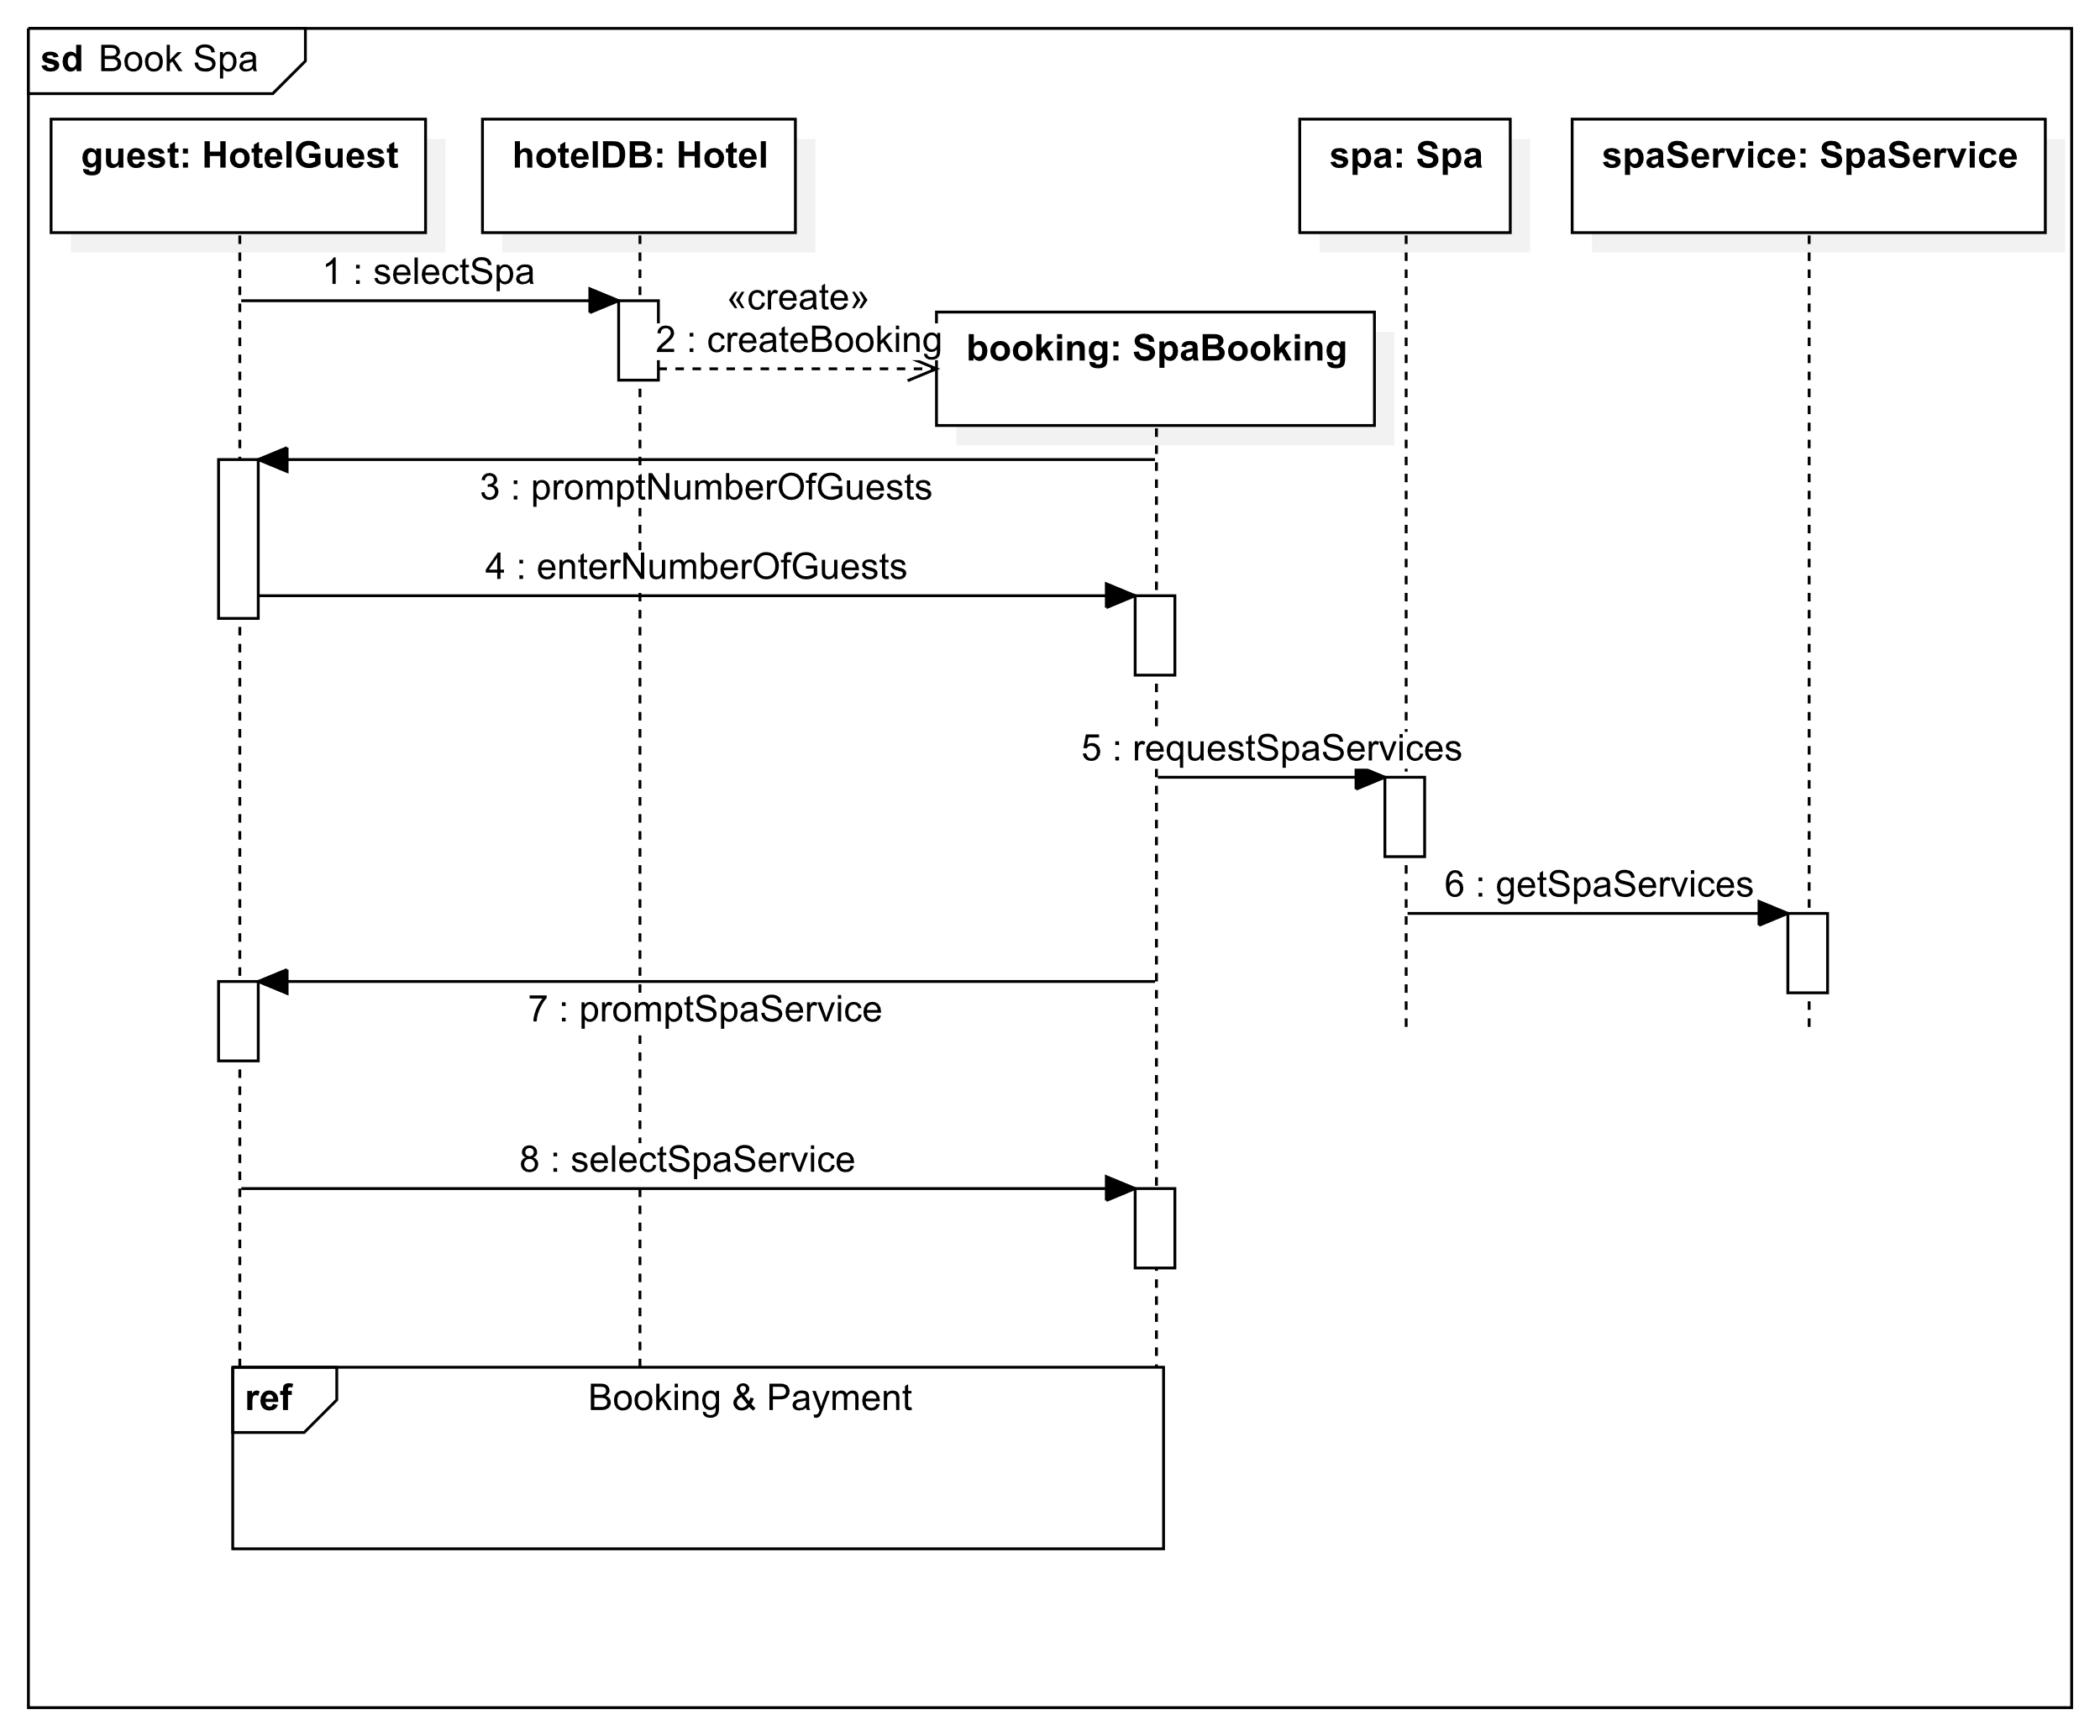 sd Book Spa
guest: HotelGuest
hotelDB: Hotel
spa: Spa
spaService: SpaService
1 : selectSpa
«create»
2 : createBooking
booking: SpaBooking
3 : promptNumberOfGuests
4 : enterNumberOfGuests
5 : requestSpaServices
6 : getSpaServices
7 : promptSpaService
8 : selectSpaService
ref
Booking & Payment